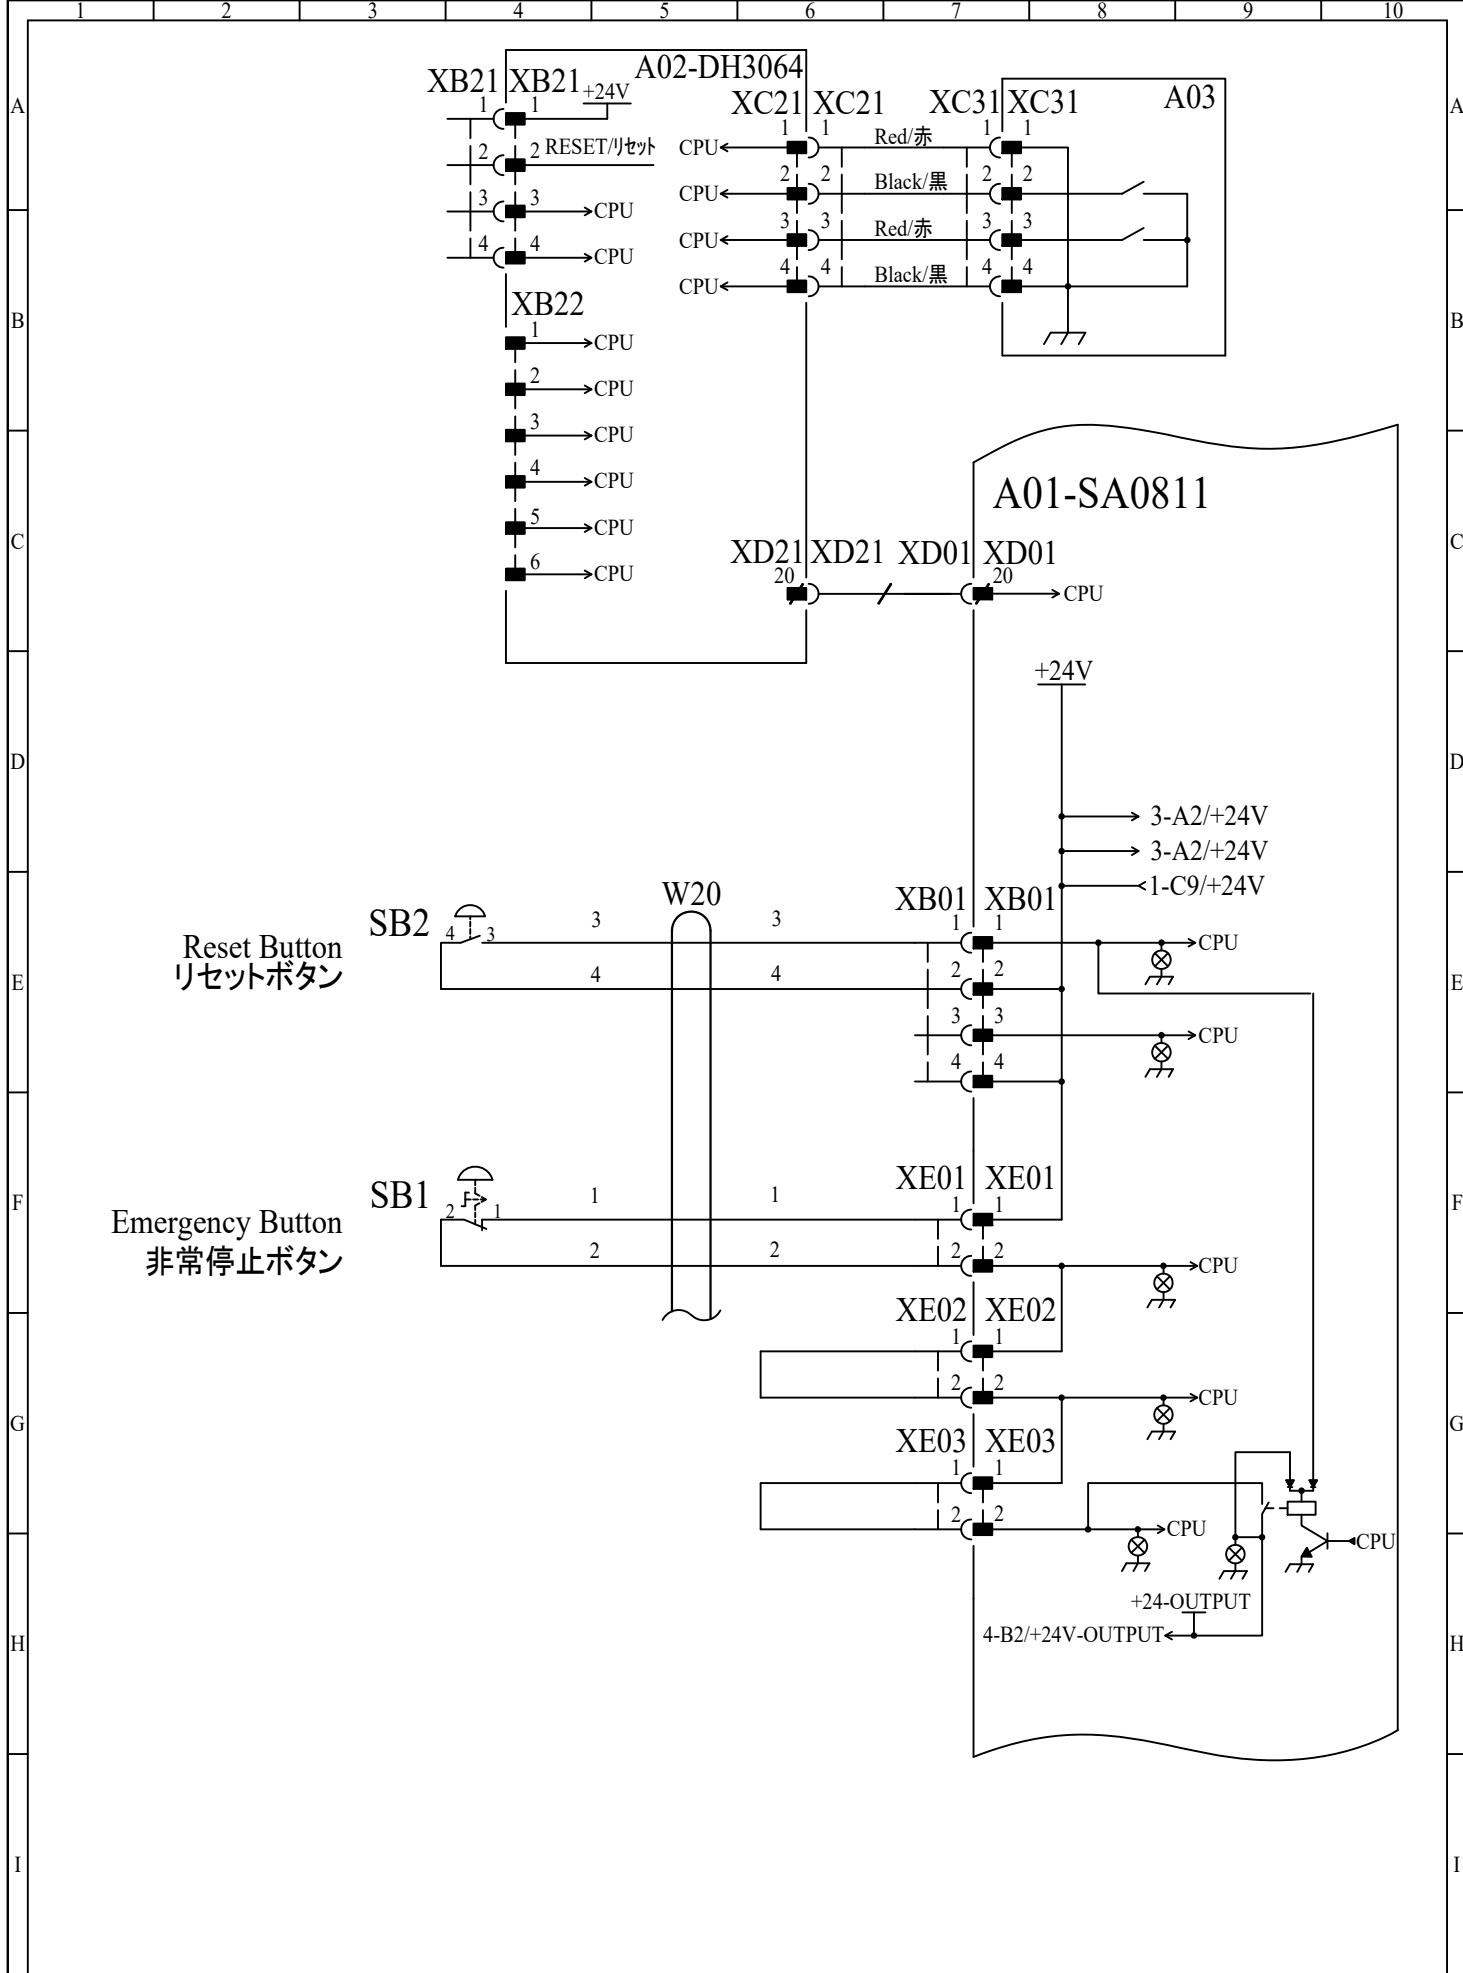 1 2 3 4 5 6 7 8 9 10
A A
B B
C C
D D
E E
F F
G G
H H
I I
A02-DH3064
XB21 XB21
+24V
1 1
2 2 RESET/リセット
3 3 CPU
4 4 CPU
XB22
1 CPU
2 CPU
3 CPU
4 CPU
5 CPU
6 CPU
XC21 XC21 XC31 XC31 A03
CPU 1 1 Red/赤 1 1
CPU 2 2 Black/黒 2 2
CPU 3 3 Red/赤 3 3
CPU 4 4 Black/黒 4 4
A01-SA0811
XD21 XD21 XD01 XD01
20 20 CPU
+24V
3-A2/+24V
3-A2/+24V
1-C9/+24V
W20
XB01 XB01
Reset Button
リセットボタン
SB2
4 3 3 3 1 1 CPU
4 4 2 2
3 3 CPU
4 4
XE01 XE01
Emergency Button
非常停止ボタン
SB1
2 1 1 1 1 1
2 2 2 2 CPU
XE02 XE02
1 1
2 2 CPU
XE03 XE03
1 1
2 2 CPU
CPU
+24-OUTPUT
4-B2/+24V-OUTPUT